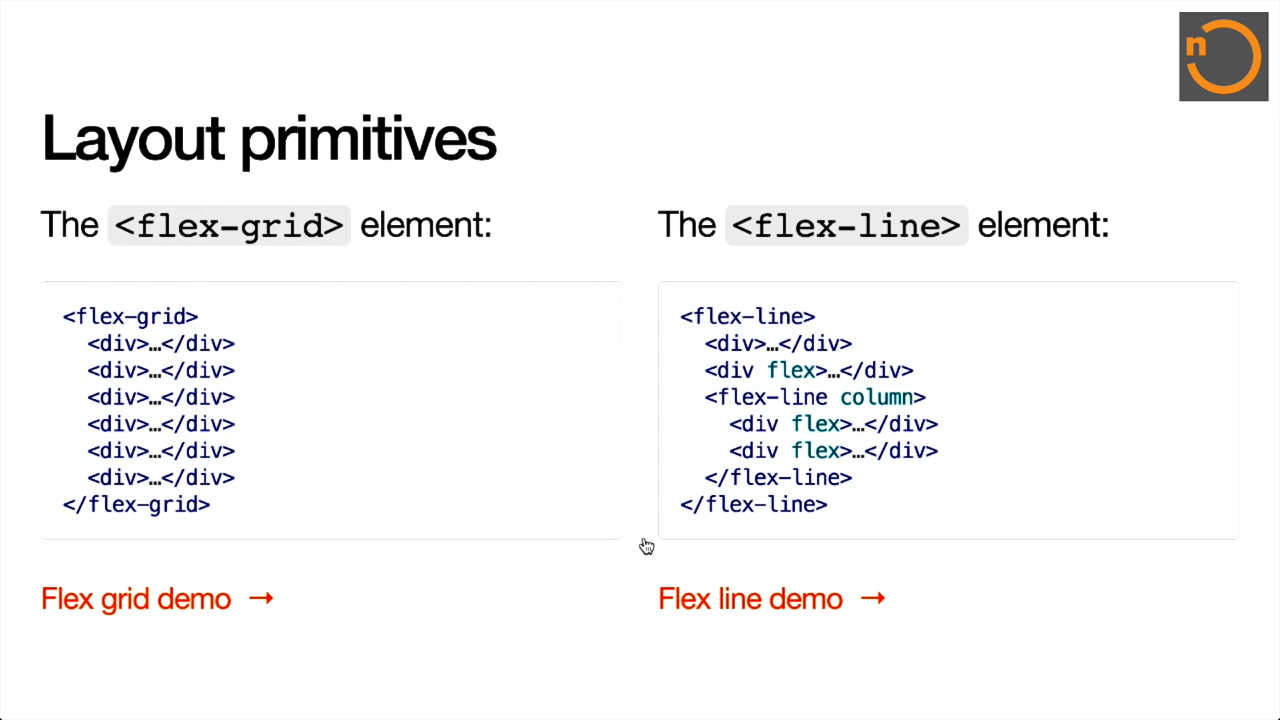 n
Layout primitives
The <flex-grid> element:
<flex-grid>
<div>…</div>
<div>…</div>
<div>…</div>
<div>…</div>
<div>…</div>
<div>…</div>
</flex-grid>
Flex grid demo →
The <flex-line> element:
<flex-line>
<div>…</div>
<div flex>…</div>
<flex-line column>
<div flex>…</div>
<div flex>…</div>
</flex-line>
</flex-line>
Flex line demo →